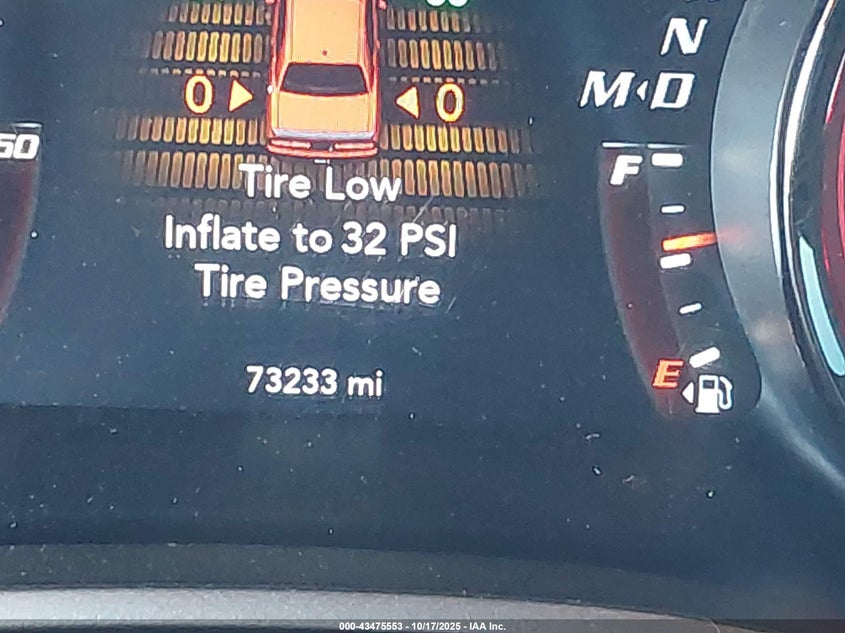 N
M◂D
0 ▶ ◀ 0
F
Tire Low
Inflate to 32 PSI
Tire Pressure
73233 mi
E
000-43475553 - 10/17/2025 - IAA Inc.